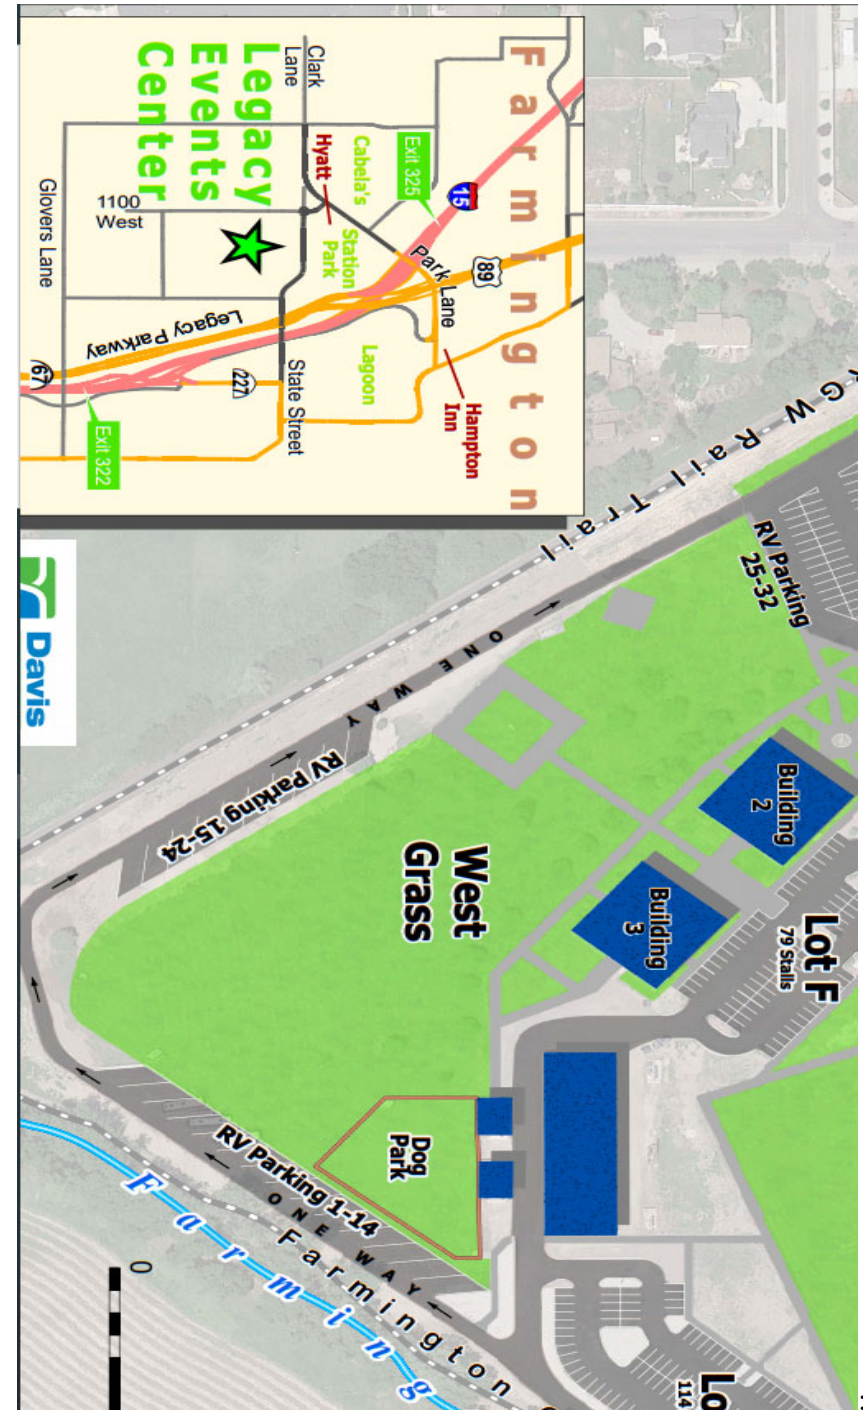 Farmington
Legacy
Events
Center
Clark
Lane
Hyatt
Cabela's
Exit 325
15
Station
Park
Park Lane
89
1100
West
Glovers Lane
Legacy Parkway
Lagoon
Hampton
Inn
State Street
227
67
Exit 322
Davis
RGW Rail Trail
RV Parking
25-32
ONE WAY
RV Parking 15-24
West
Grass
Building
2
Building
3
Lot F
79 Stalls
Dog
Park
RV Parking 1-14
ONE WAY
Farmington
Farming
0
Lo
114